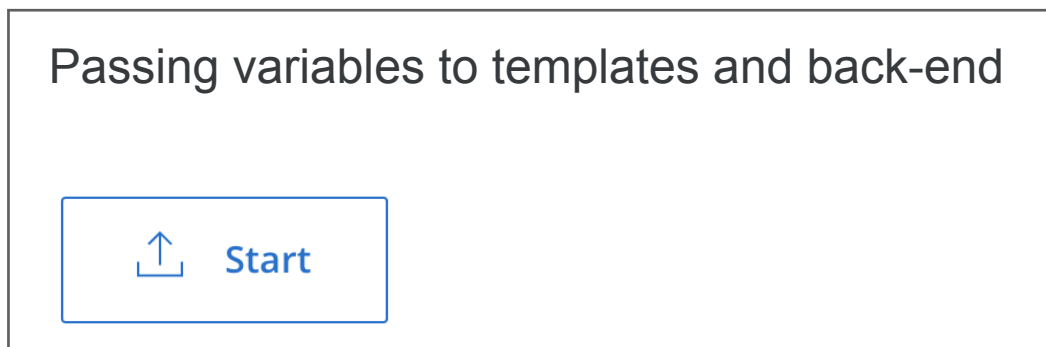 Passing variables to templates and back-end
Start